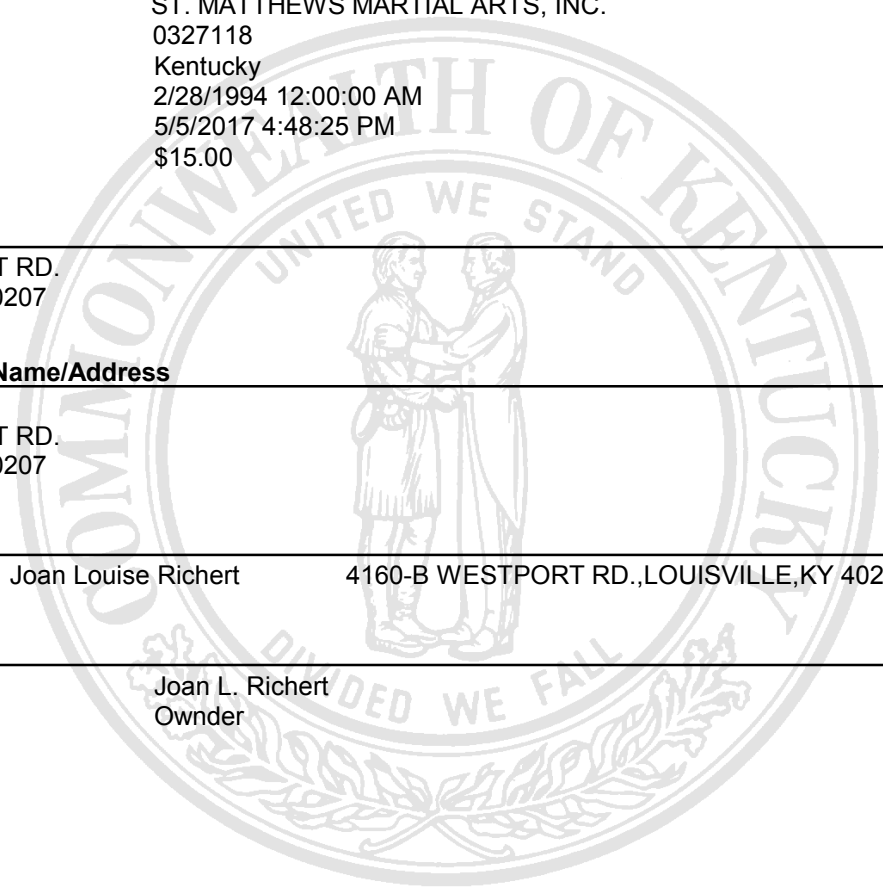 ST. MATTHEWS MARTIAL ARTS, INC.
0327118
Kentucky
2/28/1994 12:00:00 AM
5/5/2017 4:48:25 PM
$15.00
T RD.
0207
Name/Address
T RD.
0207
Joan Louise Richert 4160-B WESTPORT RD.,LOUISVILLE,KY 402
Joan L. Richert
Ownder
COMMONWEALTH OF KENTUCKY
UNITED WE STAND
DIVIDED WE FALL